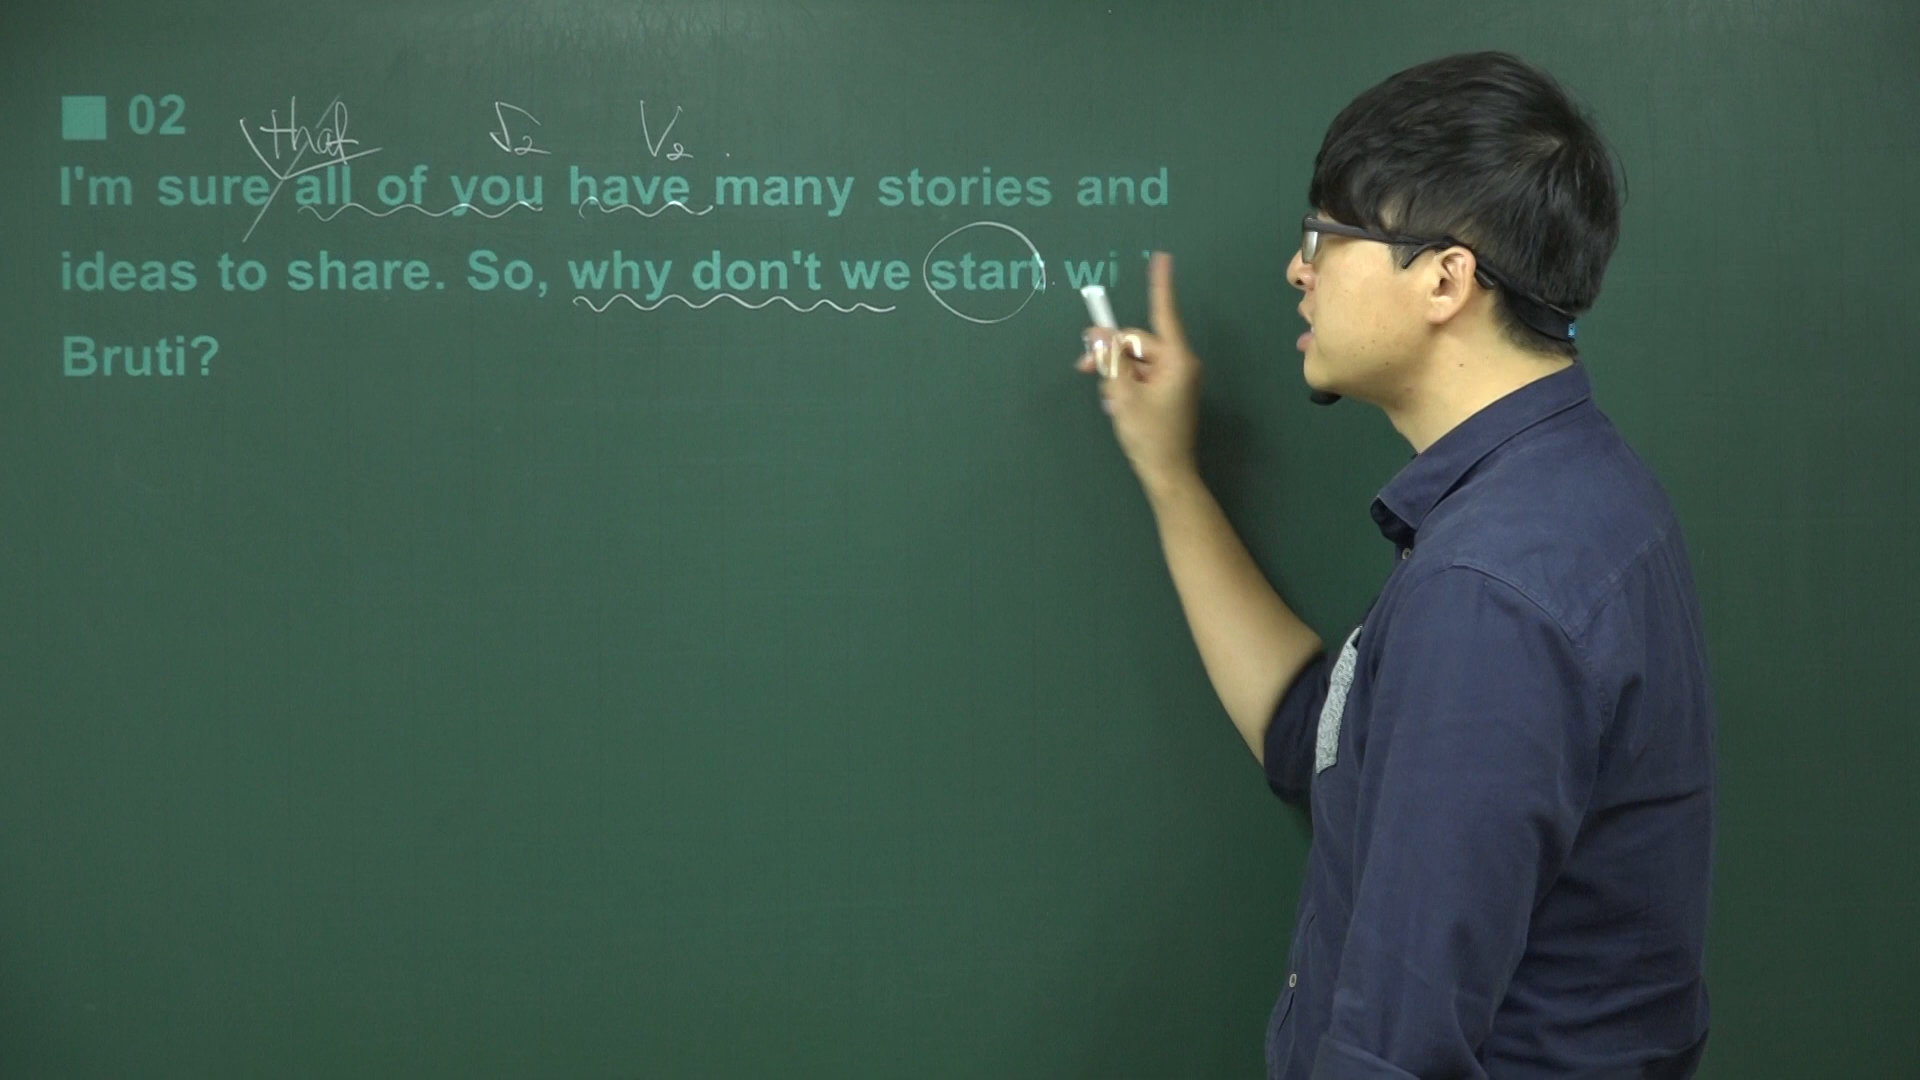 ■ 02
that S₂ V₂
I'm sure all of you have many stories and
ideas to share. So, why don't we start
Bruti?